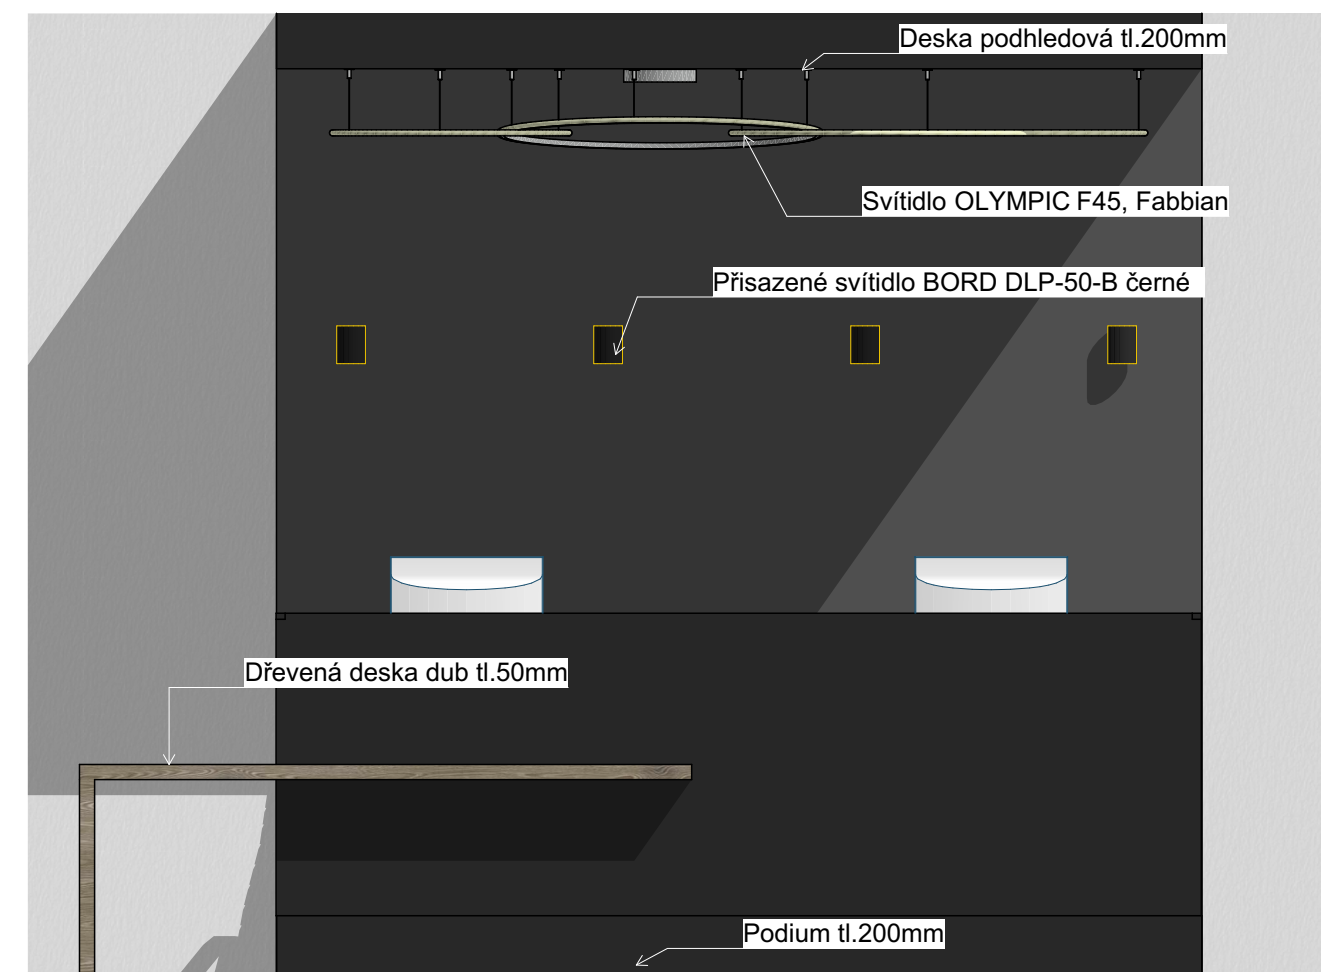 Deska podhledová tl.200mm
Svítidlo OLYMPIC F45, Fabbian
Přisazené svítidlo BORD DLP-50-B černé
Dřevená deska dub tl.50mm
Podium tl.200mm